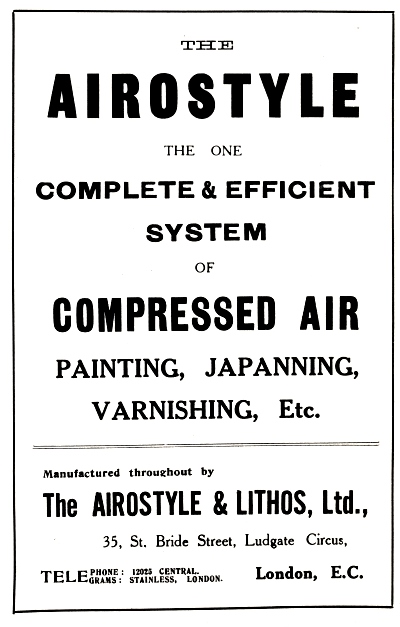 THE
AIROSTYLE
THE ONE
COMPLETE & EFFICIENT
SYSTEM
OF
COMPRESSED AIR
PAINTING, JAPANNING,
VARNISHING, Etc.
Manufactured throughout by
The AIROSTYLE & LITHOS, Ltd.,
35, St. Bride Street, Ludgate Circus,
TELEPHONE: 12025 CENTRAL.
GRAMS: STAINLESS, LONDON.
London, E.C.